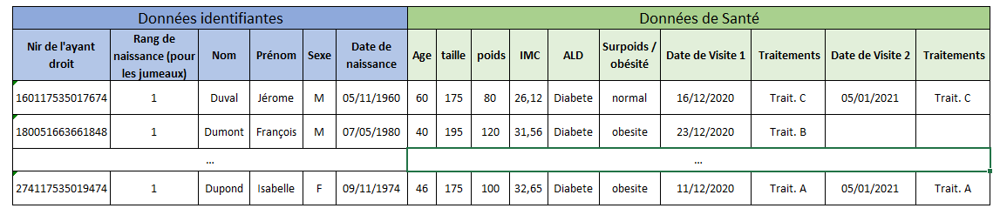 Données identifiantes Données de Santé
Nir de l'ayant droit Rang de naissance (pour les jumeaux) Nom Prénom Sexe Date de naissance Age taille poids IMC ALD Surpoids / obésité Date de Visite 1 Traitements Date de Visite 2 Traitements
160117535017674 1 Duval Jérome M 05/11/1960 60 175 80 26,12 Diabete normal 16/12/2020 Trait. C 05/01/2021 Trait. C
180051663661848 1 Dumont François M 07/05/1980 40 195 120 31,56 Diabete obesite 23/12/2020 Trait. B
... ...
274117535019474 1 Dupond Isabelle F 09/11/1974 46 175 100 32,65 Diabete obesite 11/12/2020 Trait. A 05/01/2021 Trait. A